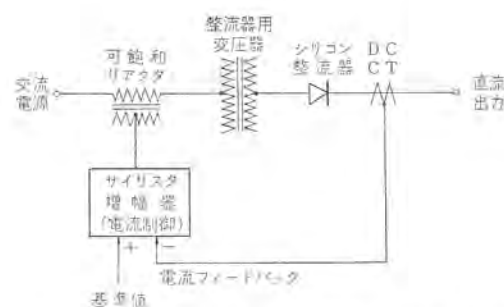 整流器用
変圧器
可飽和
リアクタ
シリコン
整流器
DC
CT
交流
電源
直流
出力
サイリスタ
増幅器
(電流制御)
+ −
電流フィードバック
基準値